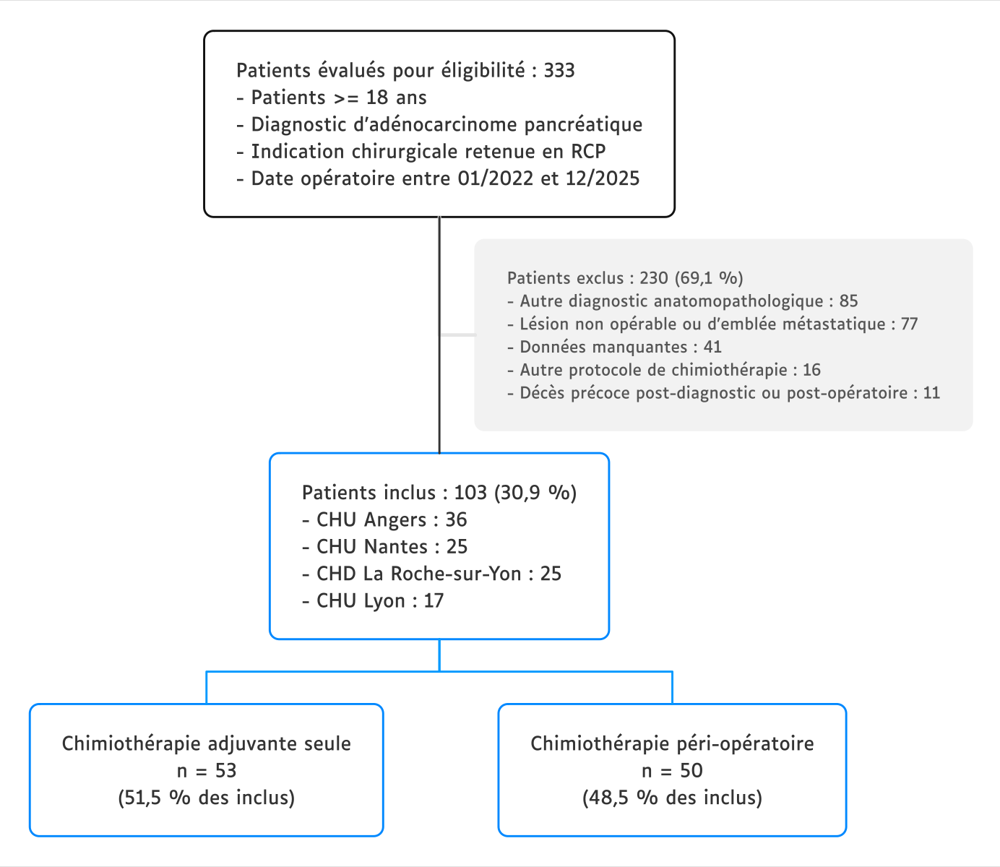 Patients évalués pour éligibilité : 333
- Patients >= 18 ans
- Diagnostic d'adénocarcinome pancréatique
- Indication chirurgicale retenue en RCP
- Date opératoire entre 01/2022 et 12/2025
Patients exclus : 230 (69,1 %)
- Autre diagnostic anatomopathologique : 85
- Lésion non opérable ou d'emblée métastatique : 77
- Données manquantes : 41
- Autre protocole de chimiothérapie : 16
- Décès précoce post-diagnostic ou post-opératoire : 11
Patients inclus : 103 (30,9 %)
- CHU Angers : 36
- CHU Nantes : 25
- CHD La Roche-sur-Yon : 25
- CHU Lyon : 17
Chimiothérapie adjuvante seule
n = 53
(51,5 % des inclus)
Chimiothérapie péri-opératoire
n = 50
(48,5 % des inclus)